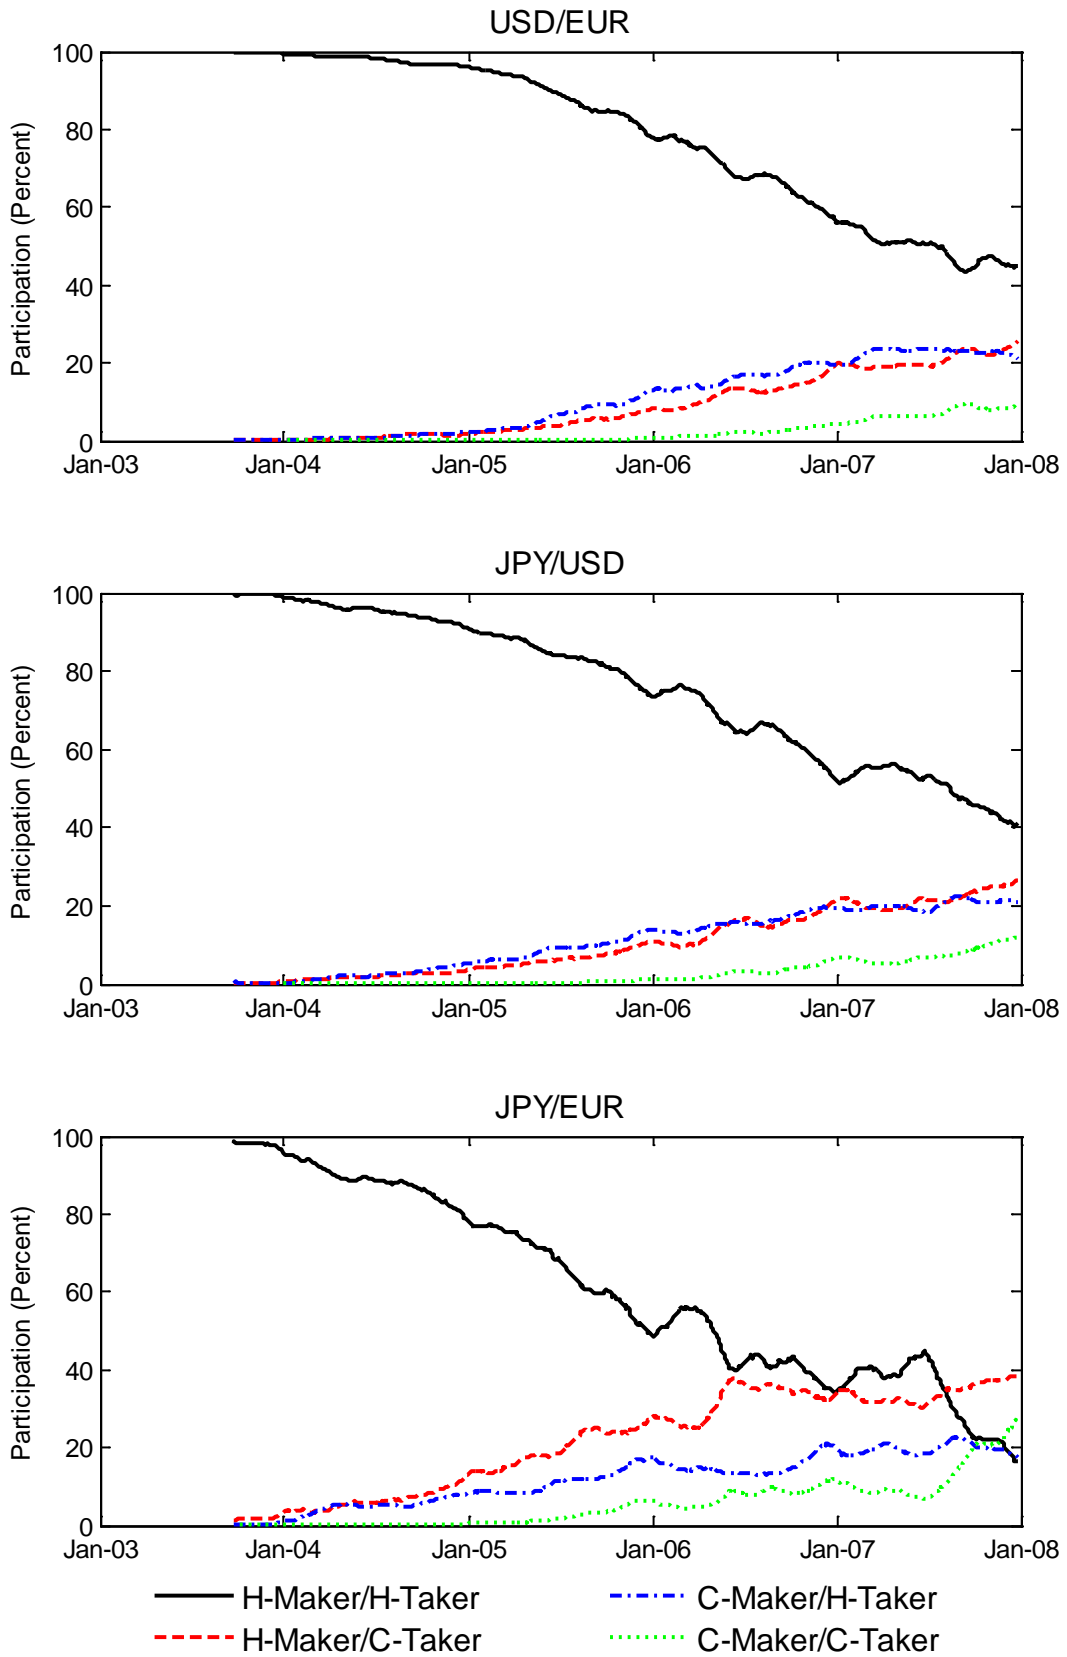 USD/EUR
Participation (Percent)
100
80
60
40
20
0
Jan-03 Jan-04 Jan-05 Jan-06 Jan-07 Jan-08
JPY/USD
Participation (Percent)
100
80
60
40
20
0
Jan-03 Jan-04 Jan-05 Jan-06 Jan-07 Jan-08
JPY/EUR
Participation (Percent)
100
80
60
40
20
0
Jan-03 Jan-04 Jan-05 Jan-06 Jan-07 Jan-08
H-Maker/H-Taker C-Maker/H-Taker
H-Maker/C-Taker C-Maker/C-Taker